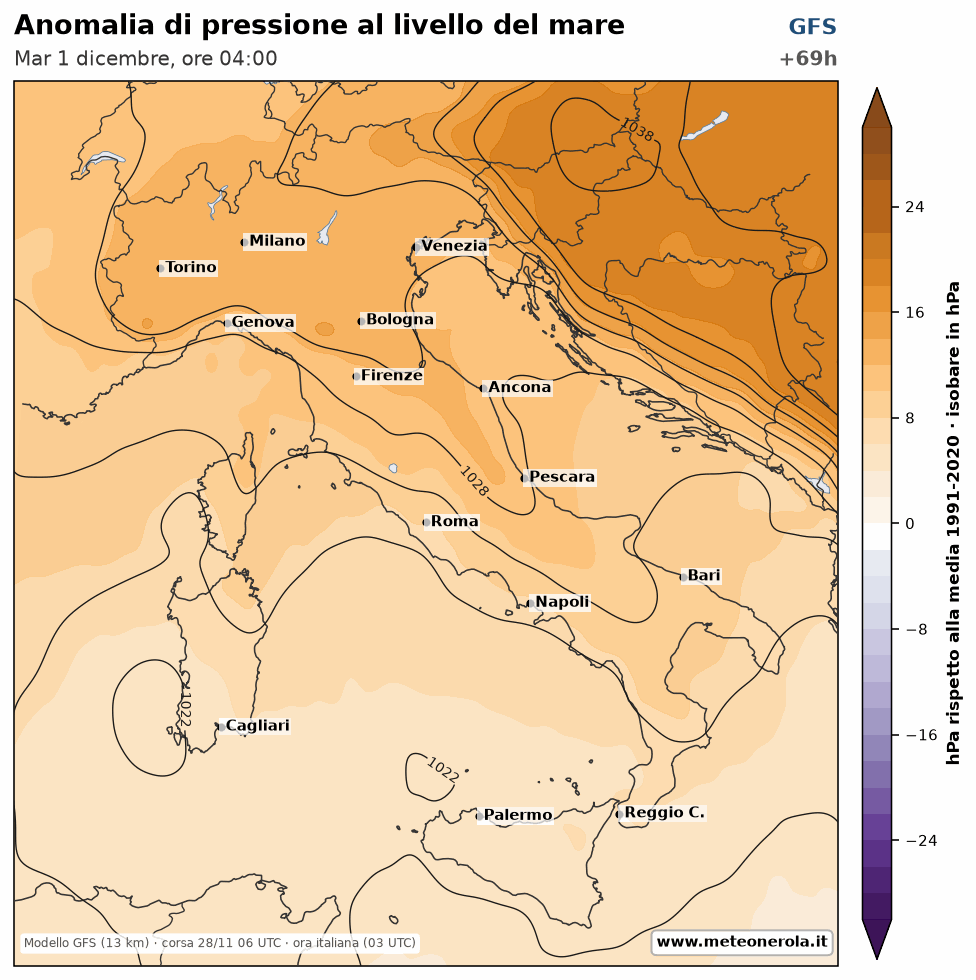 Anomalia di pressione al livello del mare
GFS
Mar 1 dicembre, ore 04:00
+69h
1038
Milano
Venezia
Torino
Genova
Bologna
Firenze
Ancona
1028
Pescara
Roma
Bari
Napoli
1022
Cagliari
1022
Palermo
Reggio C.
Modello GFS (13 km) · corsa 28/11 06 UTC · ora italiana (03 UTC)
www.meteonerola.it
24
16
8
0
−8
−16
−24
hPa rispetto alla media 1991-2020 · isobare in hPa